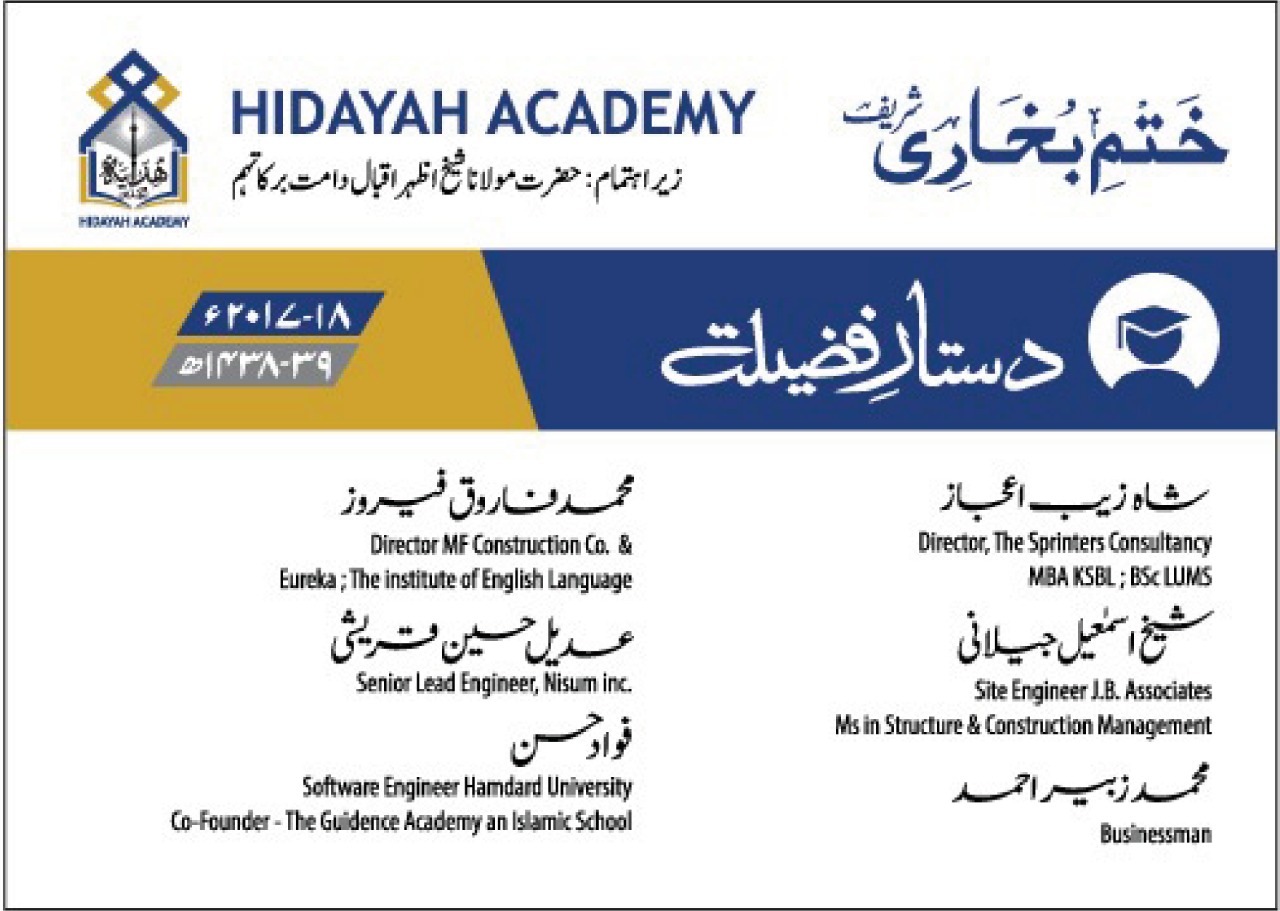 HIDAYAH ACADEMY
زیر اہتمام: حضرت مولانا شیخ اظہر اقبال دامت برکاتہم
ھدایہ
HIDAYAH ACADEMY
ختم بُخاری شریف
دستارِ فضیلت
۲۰۱۷-۱۸ء
۱۴۳۸-۳۹ھ
شاہ زیب اعجاز
Director, The Sprinters Consultancy
MBA KSBL ; BSc LUMS
شیخ اسمٰعیل جیلانی
Site Engineer J.B. Associates
Ms in Structure & Construction Management
محمد زبیر احمد
Businessman
محمد فاروق فیروز
Director MF Construction Co. &
Eureka ; The institute of English Language
عدیل حسین قریشی
Senior Lead Engineer, Nisum inc.
فواد حسن
Software Engineer Hamdard University
Co-Founder - The Guidence Academy an Islamic School